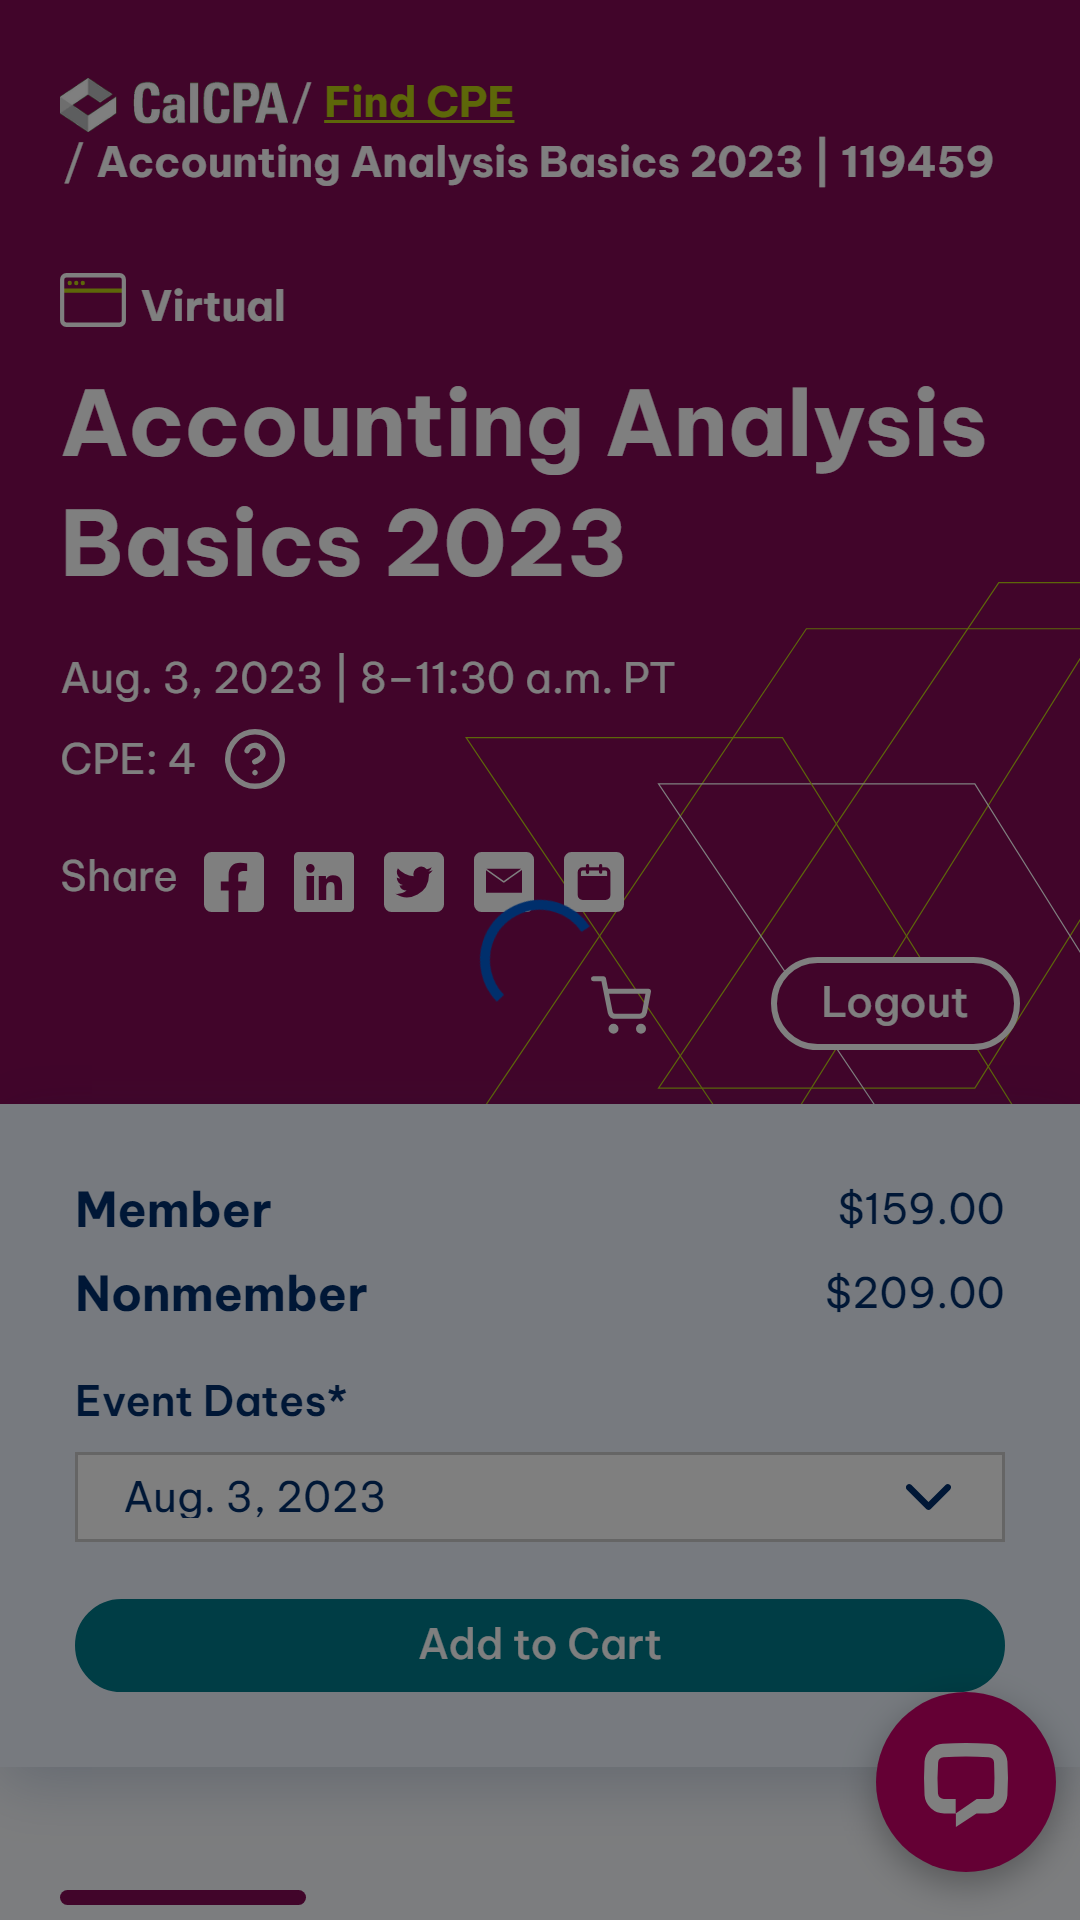 CalCPA / Find CPE
/ Accounting Analysis Basics 2023 | 119459
Virtual
Accounting Analysis
Basics 2023
Aug. 3, 2023 | 8–11:30 a.m. PT
CPE: 4 ?
Share
Logout
Member $159.00
Nonmember $209.00
Event Dates*
Aug. 3, 2023
Add to Cart